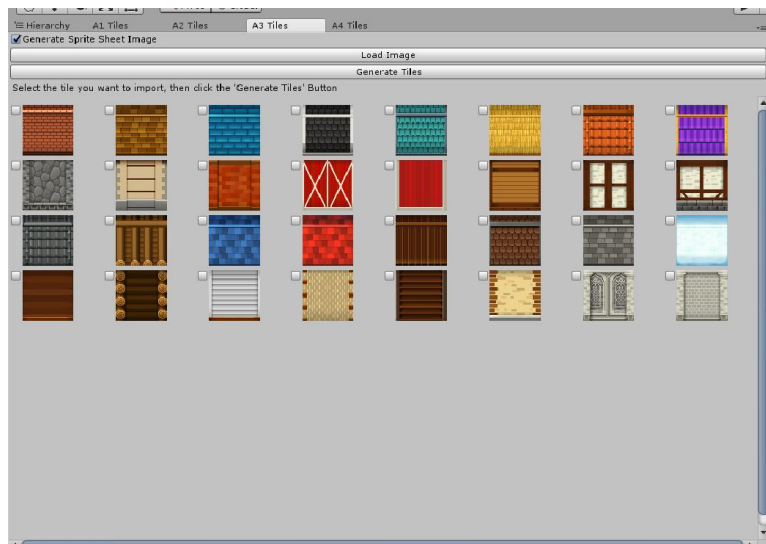 Hierarchy A1 Tiles A2 Tiles A3 Tiles A4 Tiles
Generate Sprite Sheet Image
Load Image
Generate Tiles
Select the tile you want to import, then click the 'Generate Tiles' Button